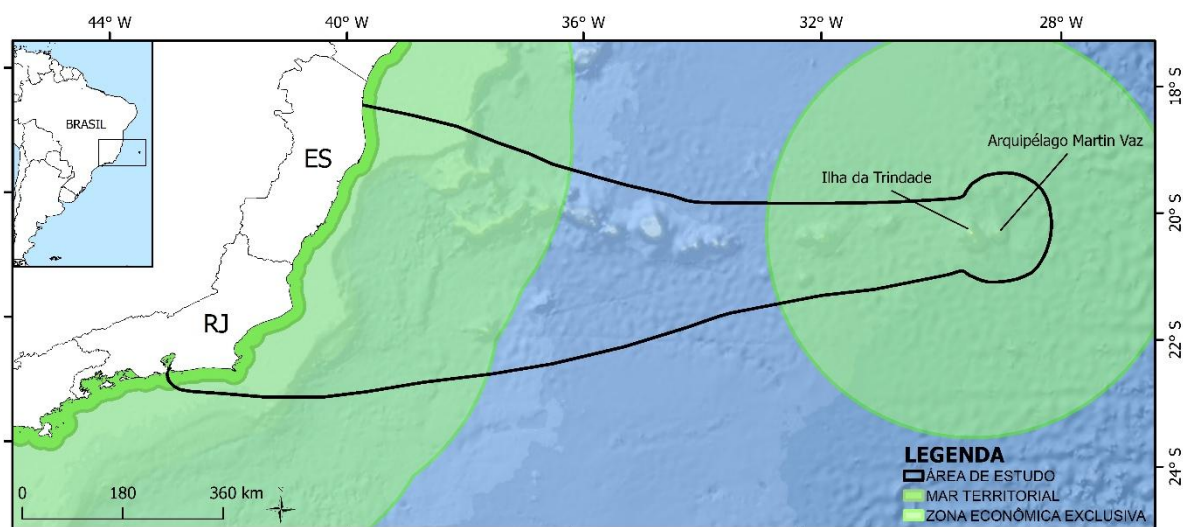 44° W 40° W 36° W 32° W 28° W
BRASIL
ES
RJ
18° S
Arquipélago Martin Vaz
Ilha da Trindade
20° S
22° S
24° S
LEGENDA
ÁREA DE ESTUDO
MAR TERRITORIAL
ZONA ECONÔMICA EXCLUSIVA
0 180 360 km